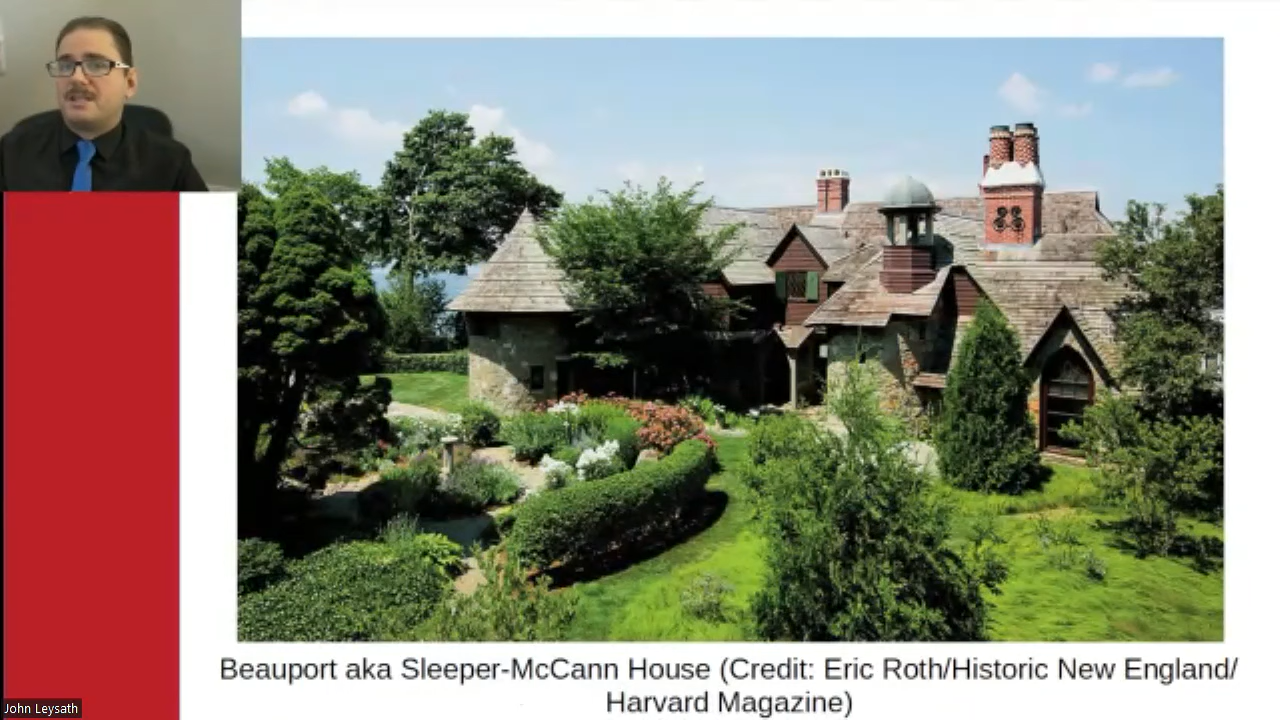 Beauport aka Sleeper-McCann House (Credit: Eric Roth/Historic New England/
Harvard Magazine)
John Leysath